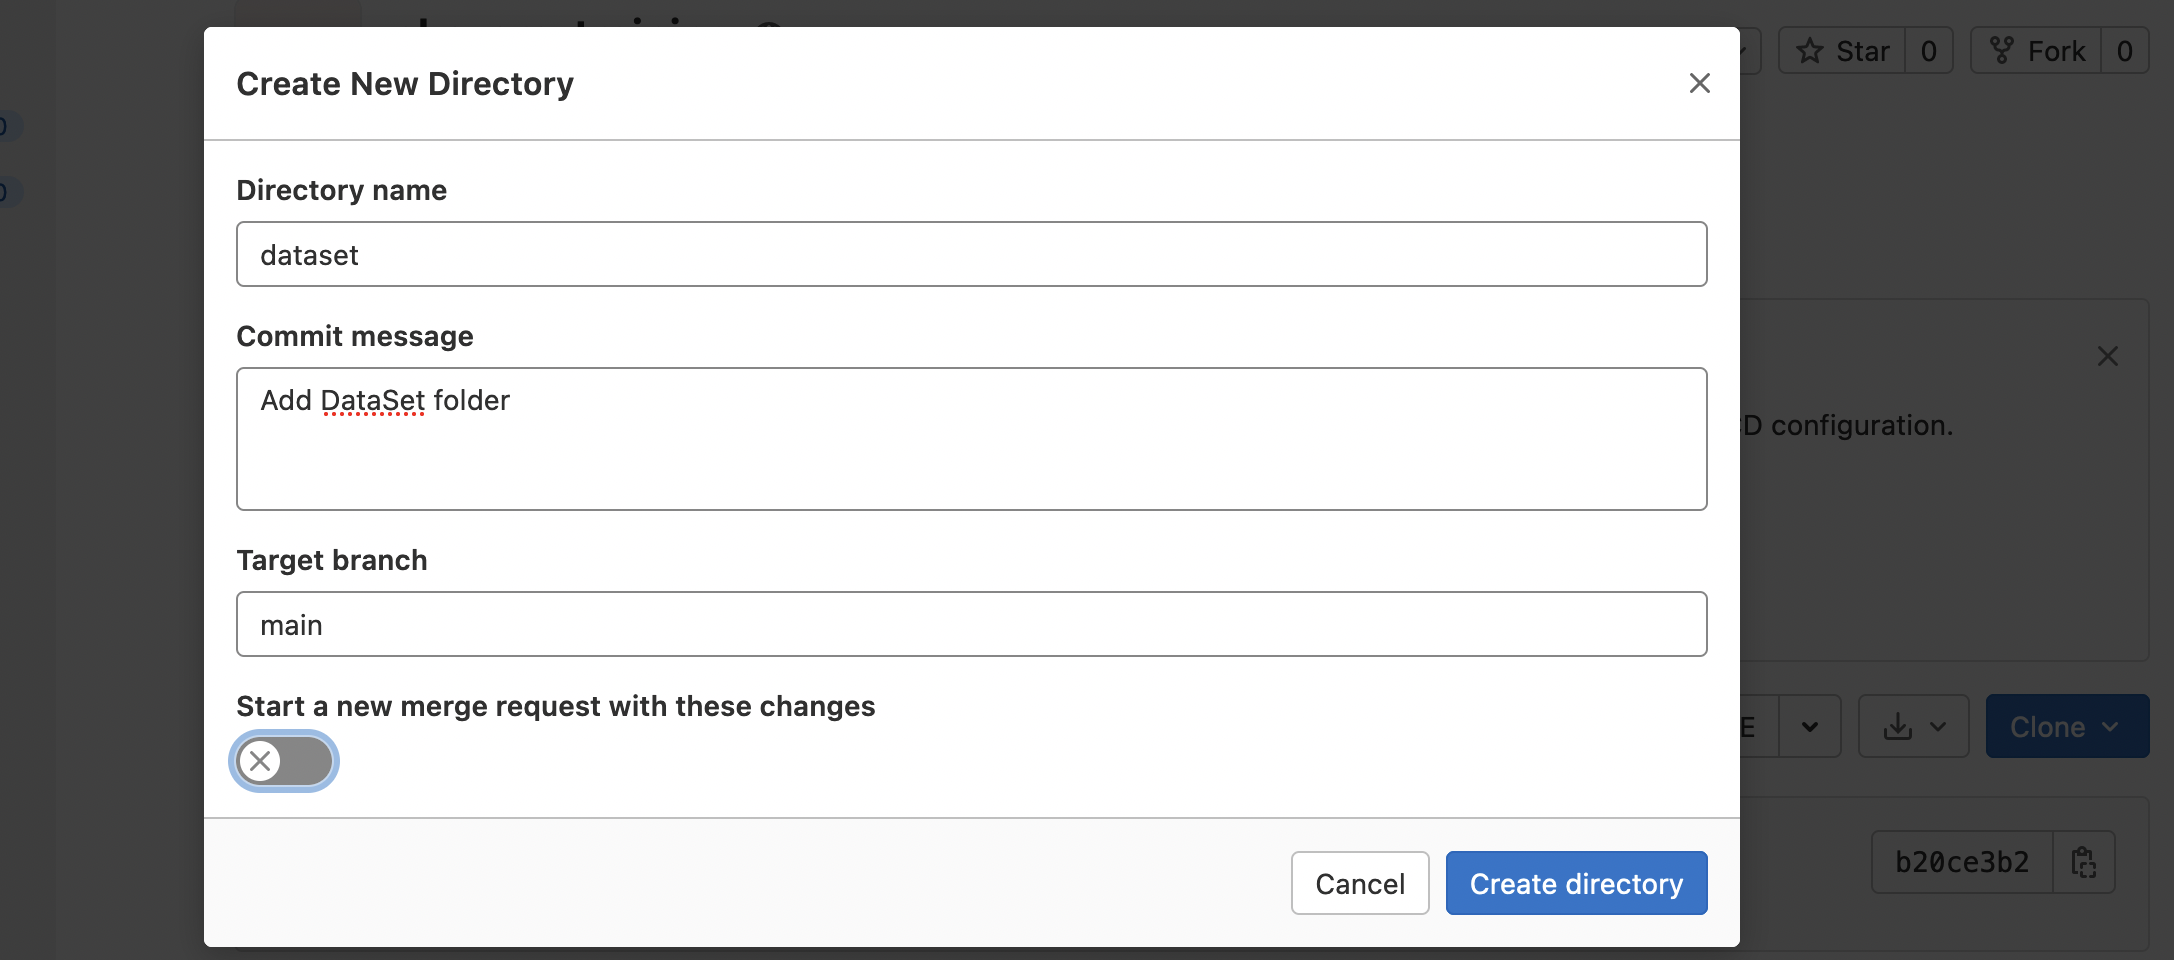 Star 0 Fork 0
Create New Directory
Directory name
dataset
Commit message
Add DataSet folder
D configuration.
Target branch
main
Start a new merge request with these changes
E
Clone
Cancel Create directory
b20ce3b2